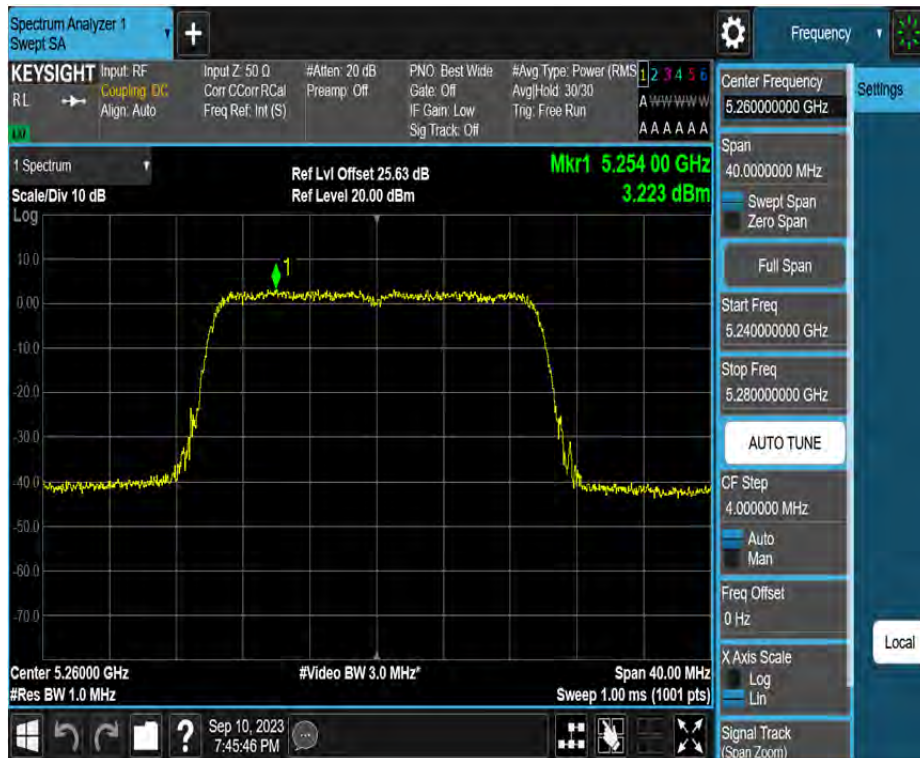 Spectrum Analyzer 1
Swept SA
+
Frequency
KEYSIGHT
RL
Input: RF
Coupling: DC
Align: Auto
Input Z: 50 Ω
Corr CCorr RCal
Freq Ref: Int (S)
#Atten: 20 dB
Preamp: Off
PNO: Best Wide
Gate: Off
IF Gain: Low
Sig Track: Off
#Avg Type: Power (RMS
Avg|Hold: 30/30
Trig: Free Run
1 2 3 4 5 6
A W W W W W
A A A A A A
1 Spectrum
Scale/Div 10 dB
Ref Lvl Offset 25.63 dB
Ref Level 20.00 dBm
Mkr1 5.254 00 GHz
3.223 dBm
Log
10.0
0.00
-10.0
-20.0
-30.0
-40.0
-50.0
-60.0
-70.0
1
Center 5.26000 GHz
#Res BW 1.0 MHz
#Video BW 3.0 MHz*
Span 40.00 MHz
Sweep 1.00 ms (1001 pts)
?
Sep 10, 2023
7:45:46 PM
Center Frequency
5.260000000 GHz
Span
40.0000000 MHz
Swept Span
Zero Span
Full Span
Start Freq
5.240000000 GHz
Stop Freq
5.280000000 GHz
AUTO TUNE
CF Step
4.000000 MHz
Auto
Man
Freq Offset
0 Hz
X Axis Scale
Log
Lin
Signal Track
(Span Zoom)
Settings
Local